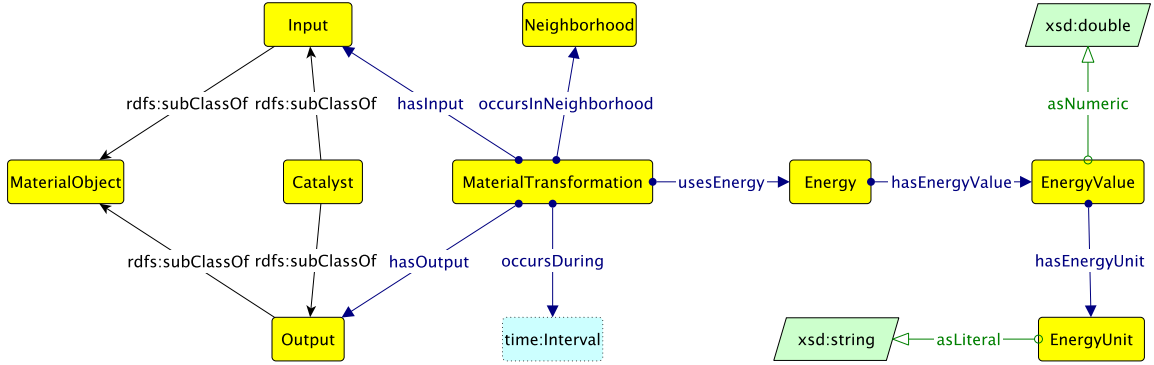 Input
Neighborhood
xsd:double
rdfs:subClassOf
rdfs:subClassOf
hasInput
occursInNeighborhood
asNumeric
MaterialObject
Catalyst
MaterialTransformation
usesEnergy
Energy
hasEnergyValue
EnergyValue
rdfs:subClassOf
rdfs:subClassOf
hasOutput
occursDuring
hasEnergyUnit
Output
time:Interval
xsd:string
asLiteral
EnergyUnit